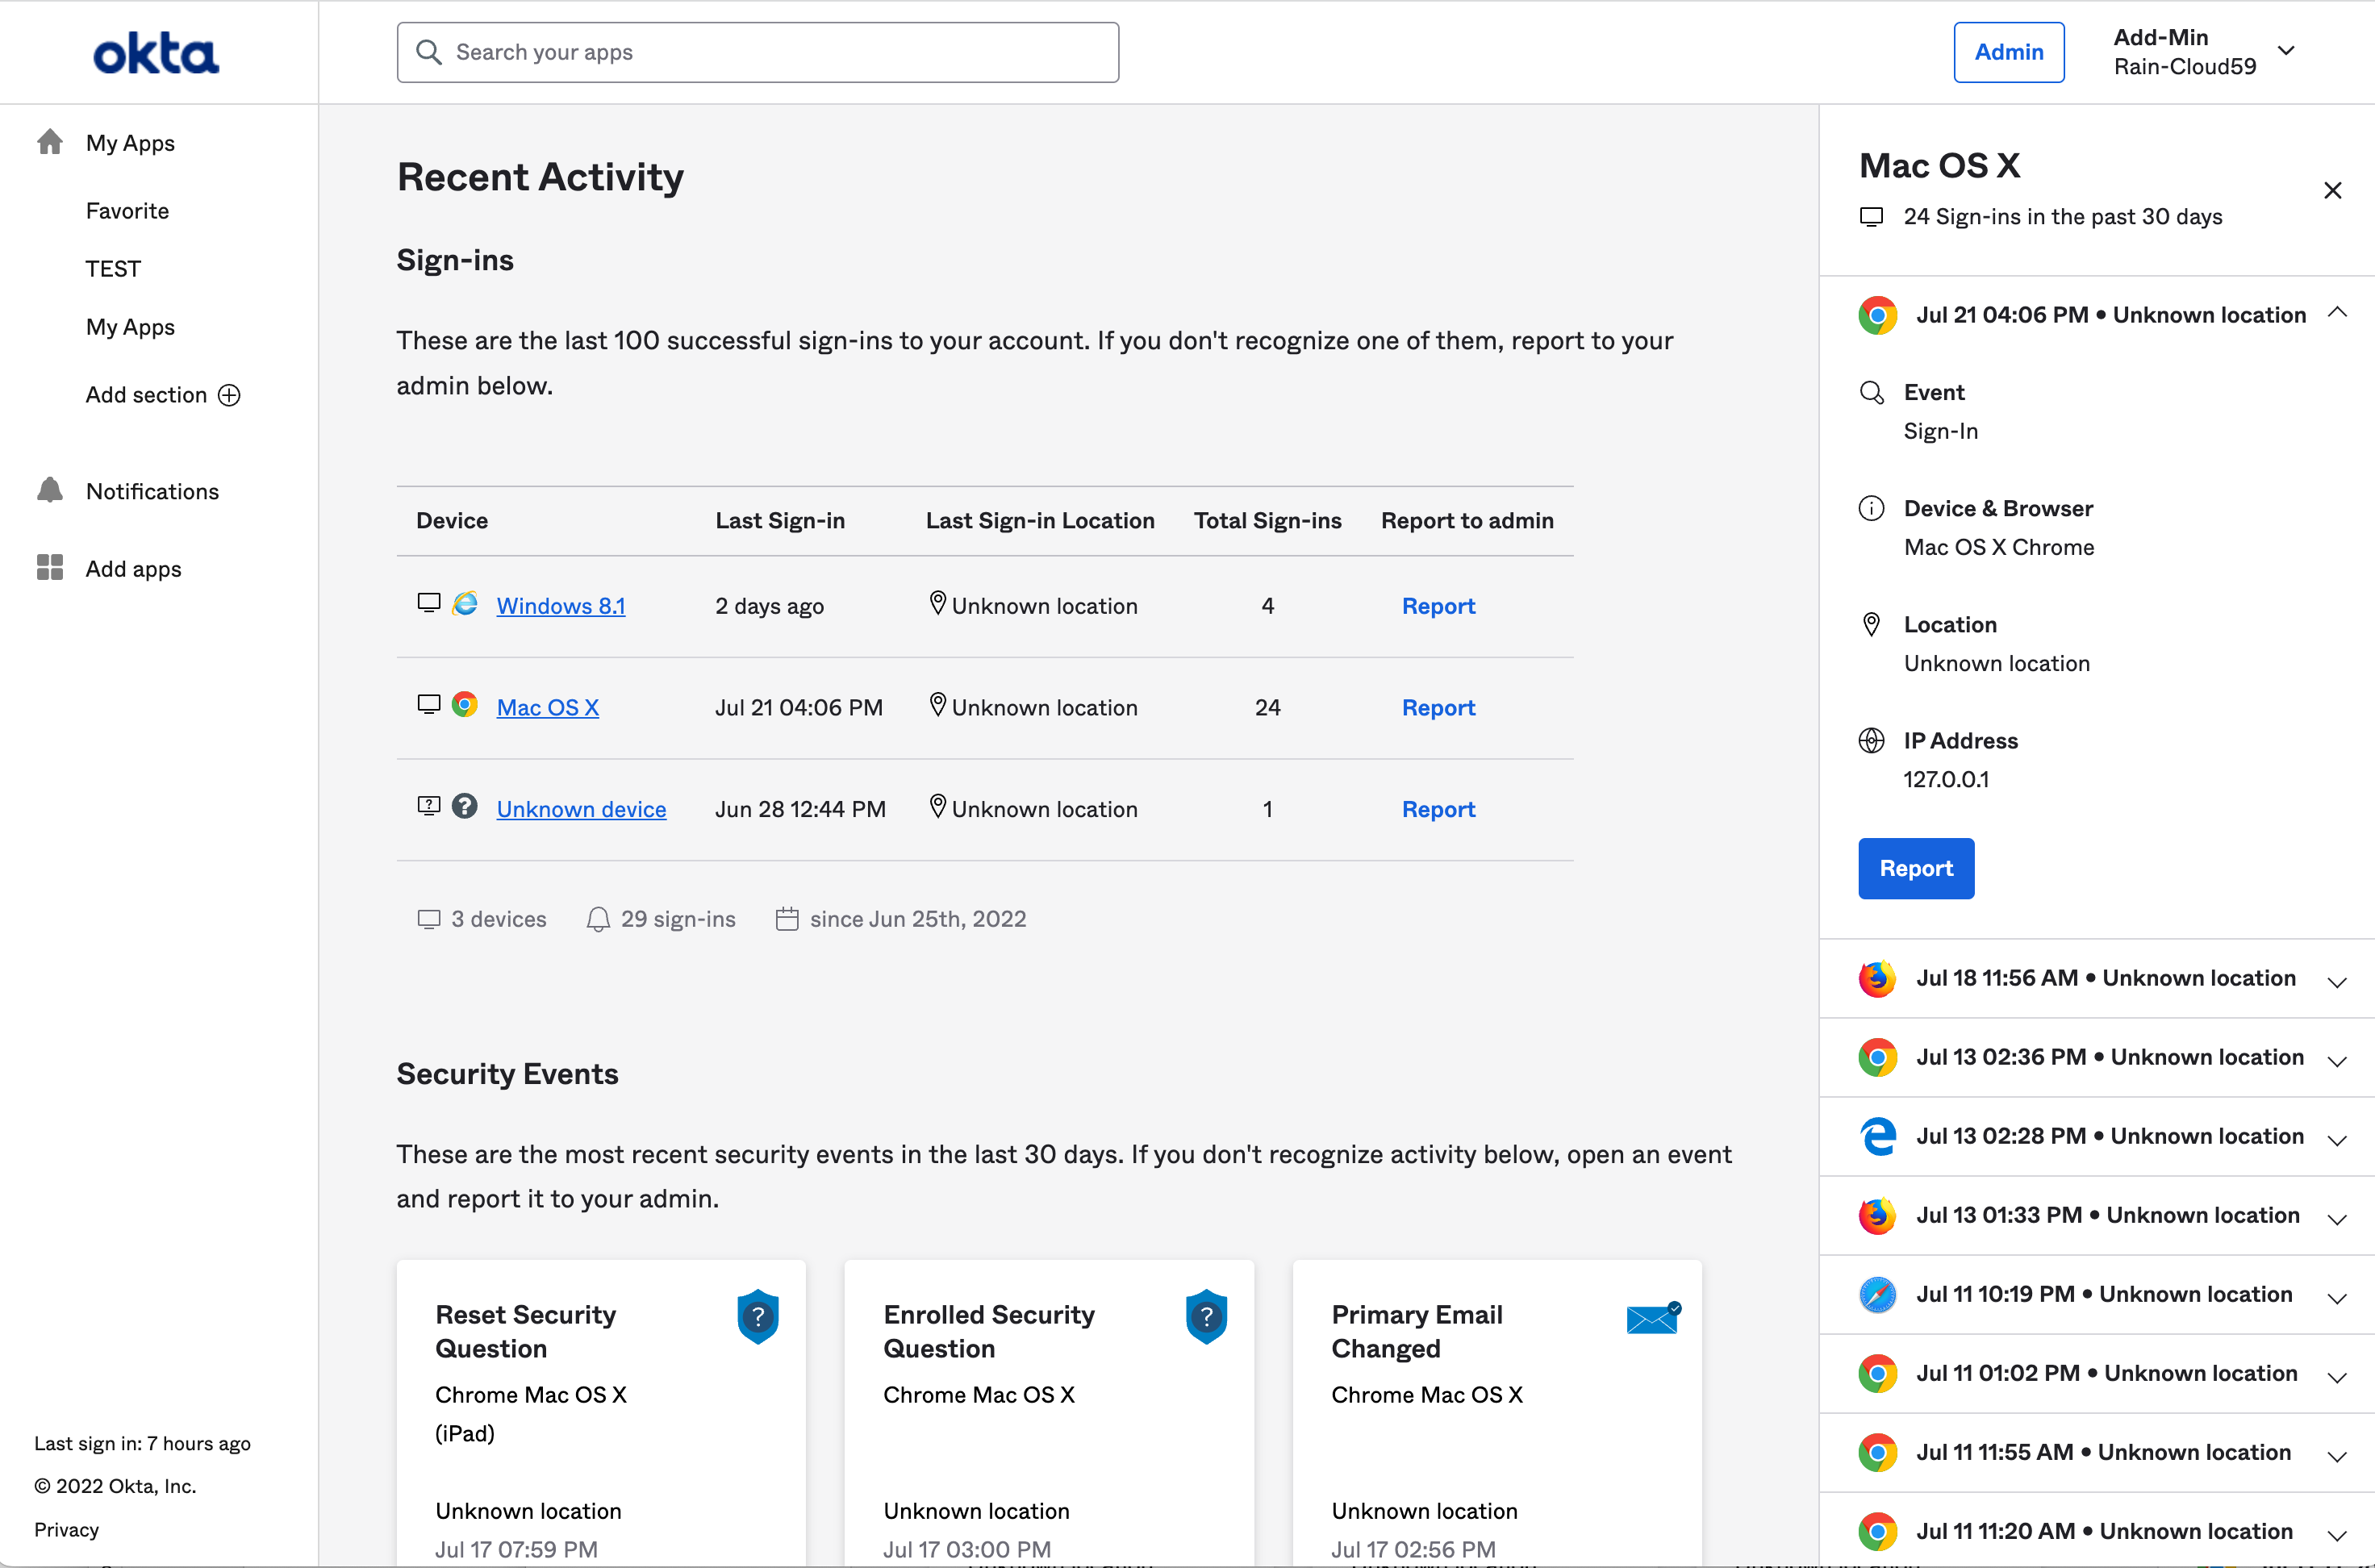 okta
Search your apps
Admin
Add-Min
Rain-Cloud59
My Apps
Favorite
TEST
My Apps
Add section
Notifications
Add apps
Last sign in: 7 hours ago
© 2022 Okta, Inc.
Privacy
Recent Activity
Sign-ins
These are the last 100 successful sign-ins to your account. If you don't recognize one of them, report to your
admin below.
Device Last Sign-in Last Sign-in Location Total Sign-ins Report to admin
Windows 8.1 2 days ago Unknown location 4 Report
Mac OS X Jul 21 04:06 PM Unknown location 24 Report
Unknown device Jun 28 12:44 PM Unknown location 1 Report
3 devices 29 sign-ins since Jun 25th, 2022
Security Events
These are the most recent security events in the last 30 days. If you don't recognize activity below, open an event
and report it to your admin.
Reset Security
Question
Chrome Mac OS X
(iPad)
Unknown location
Jul 17 07:59 PM
Enrolled Security
Question
Chrome Mac OS X
Unknown location
Jul 17 03:00 PM
Primary Email
Changed
Chrome Mac OS X
Unknown location
Jul 17 02:56 PM
Mac OS X
24 Sign-ins in the past 30 days
Jul 21 04:06 PM • Unknown location
Event
Sign-In
Device & Browser
Mac OS X Chrome
Location
Unknown location
IP Address
127.0.0.1
Report
Jul 18 11:56 AM • Unknown location
Jul 13 02:36 PM • Unknown location
Jul 13 02:28 PM • Unknown location
Jul 13 01:33 PM • Unknown location
Jul 11 10:19 PM • Unknown location
Jul 11 01:02 PM • Unknown location
Jul 11 11:55 AM • Unknown location
Jul 11 11:20 AM • Unknown location